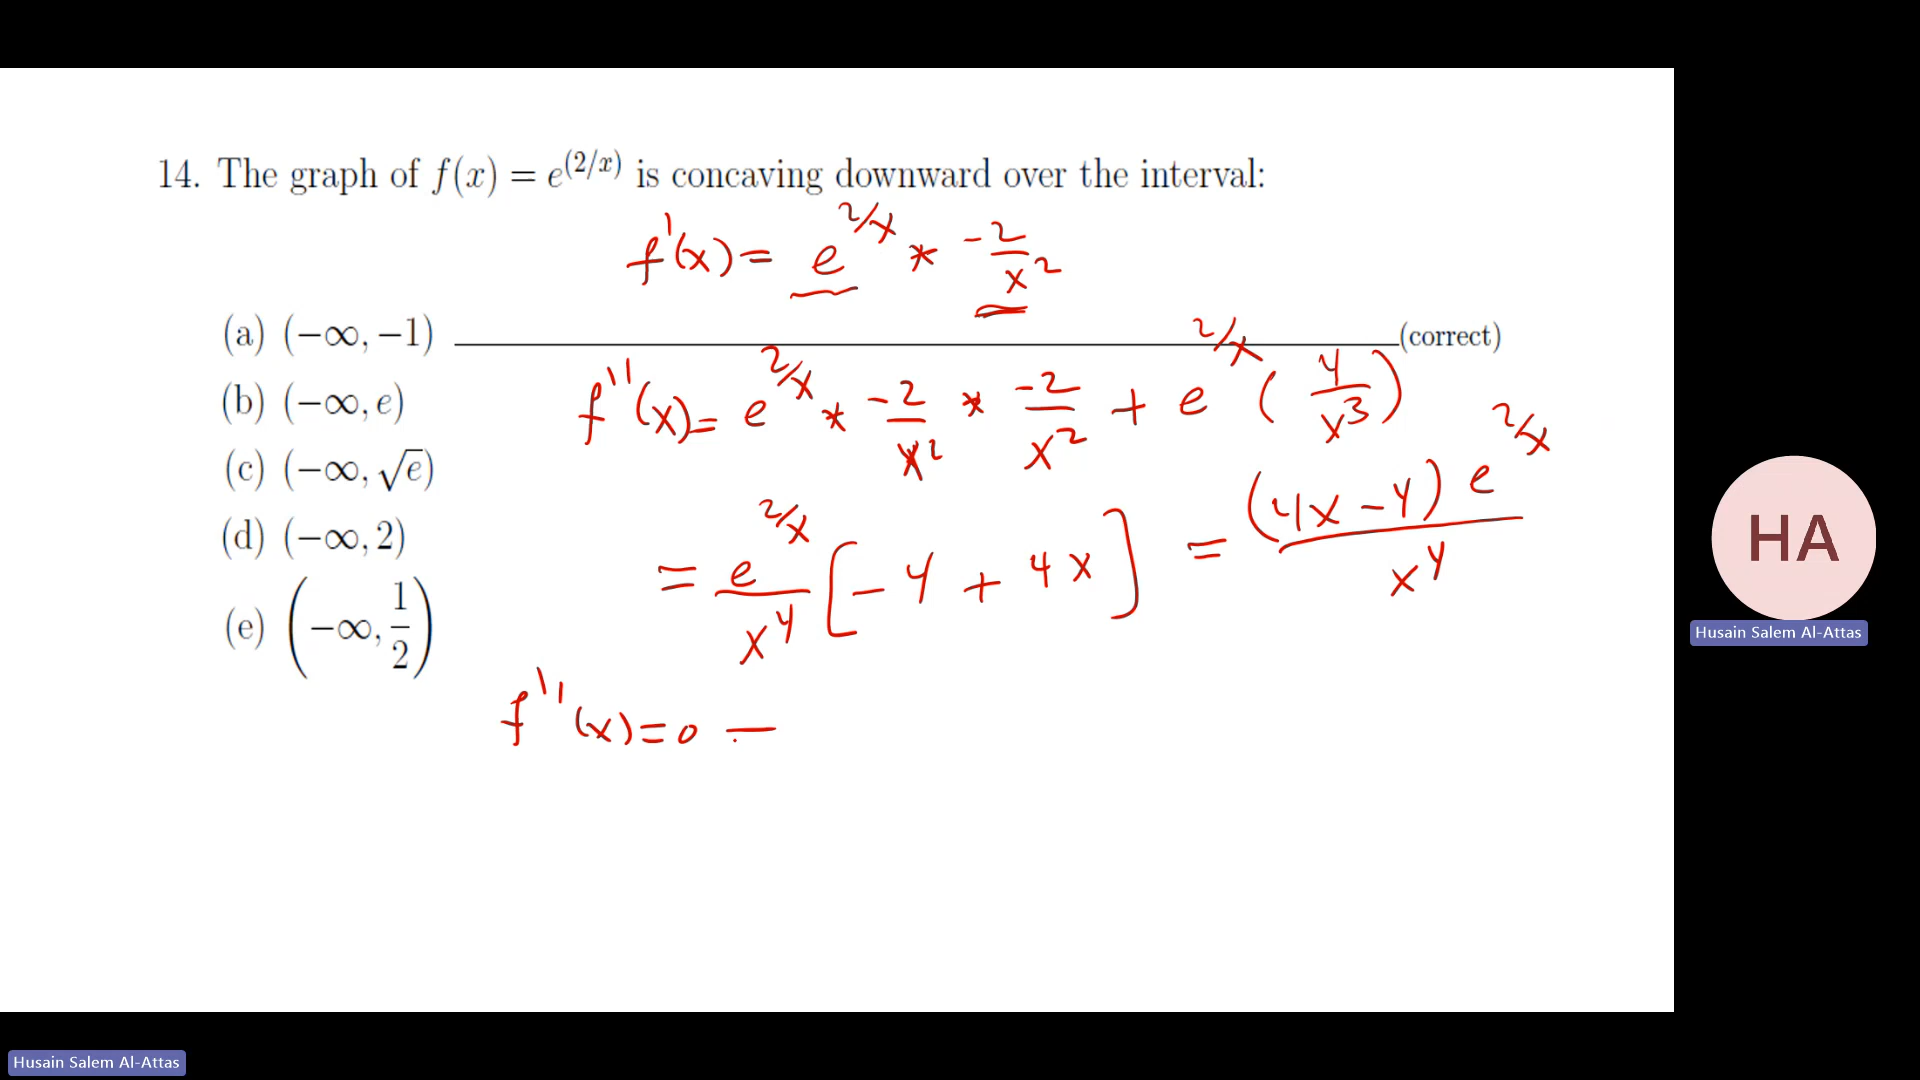 14. The graph of f(x) = e^(2/x) is concaving downward over the interval:
f'(x) = e^2/x * -2/x^2
(a) (−∞, −1) (correct)
f''(x) = e^2/x * -2/x^2 * -2/x^2 + e^2/x (4/x^3)
(b) (−∞, e)
(c) (−∞, √e)
= e^2/x / x^4 [-4 + 4x] = (4x - 4) e^2/x / x^4
(d) (−∞, 2)
(e) (−∞, 1/2)
f''(x) = 0
HA
Husain Salem Al-Attas
Husain Salem Al-Attas